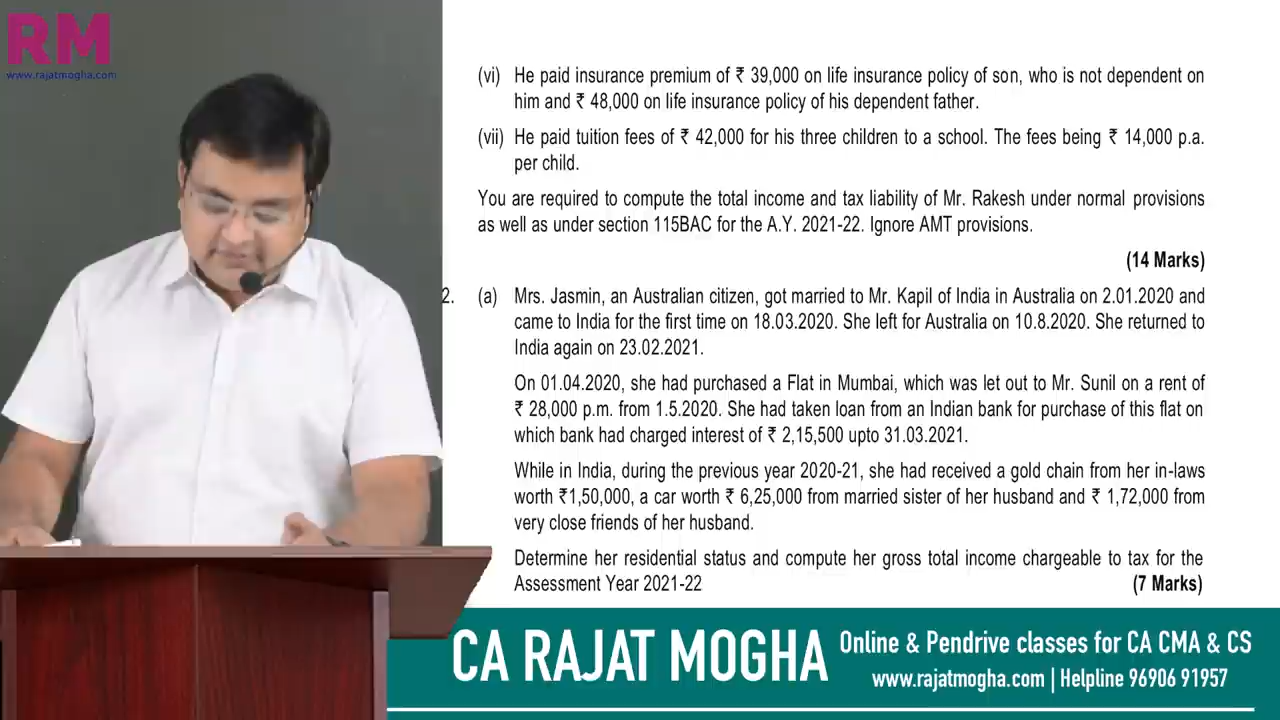 RM
www.rajatmogha.com
(vi) He paid insurance premium of ₹ 39,000 on life insurance policy of son, who is not dependent on
him and ₹ 48,000 on life insurance policy of his dependent father.
(vii) He paid tuition fees of ₹ 42,000 for his three children to a school. The fees being ₹ 14,000 p.a.
per child.
You are required to compute the total income and tax liability of Mr. Rakesh under normal provisions
as well as under section 115BAC for the A.Y. 2021-22. Ignore AMT provisions.
(14 Marks)
2. (a) Mrs. Jasmin, an Australian citizen, got married to Mr. Kapil of India in Australia on 2.01.2020 and
came to India for the first time on 18.03.2020. She left for Australia on 10.8.2020. She returned to
India again on 23.02.2021.
On 01.04.2020, she had purchased a Flat in Mumbai, which was let out to Mr. Sunil on a rent of
₹ 28,000 p.m. from 1.5.2020. She had taken loan from an Indian bank for purchase of this flat on
which bank had charged interest of ₹ 2,15,500 upto 31.03.2021.
While in India, during the previous year 2020-21, she had received a gold chain from her in-laws
worth ₹1,50,000, a car worth ₹ 6,25,000 from married sister of her husband and ₹ 1,72,000 from
very close friends of her husband.
Determine her residential status and compute her gross total income chargeable to tax for the
Assessment Year 2021-22 (7 Marks)
CA RAJAT MOGHA
Online & Pendrive classes for CA CMA & CS
www.rajatmogha.com | Helpline 96906 91957